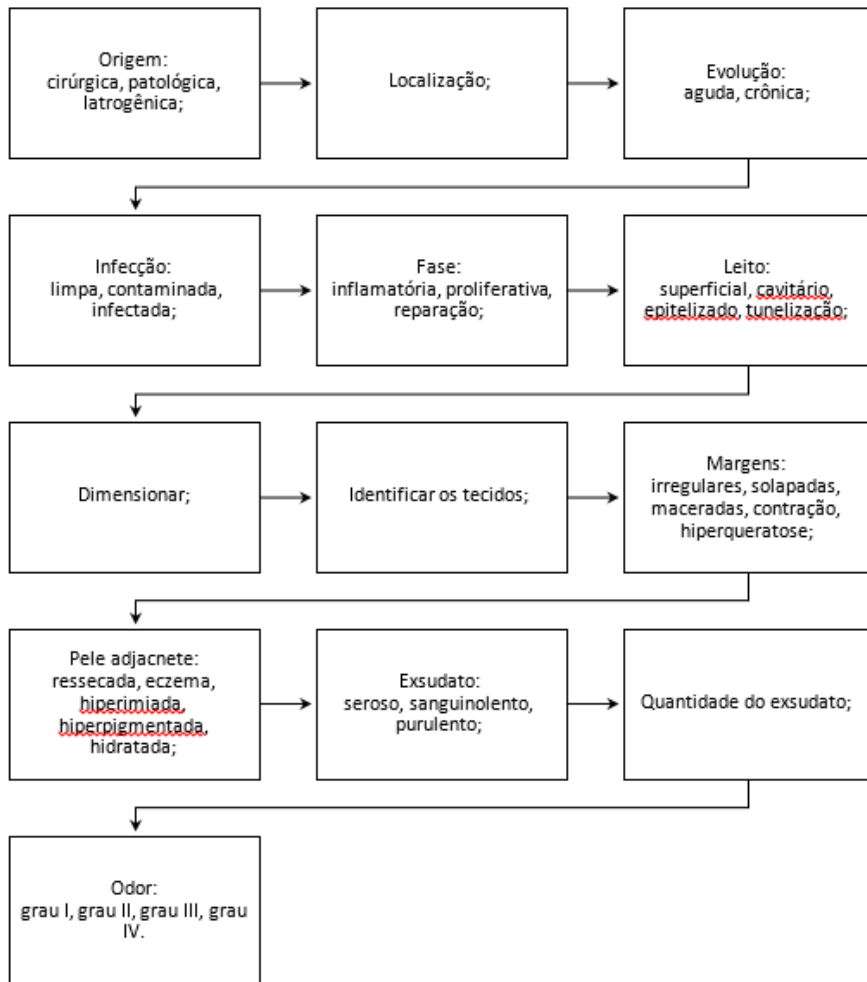 Origem:
cirúrgica, patológica,
Iatrogênica;
Localização;
Evolução:
aguda, crônica;
Infecção:
limpa, contaminada,
infectada;
Fase:
inflamatória, proliferativa,
reparação;
Leito:
superficial, cavitário,
epitelizado, tunelização;
Dimensionar;
Identificar os tecidos;
Margens:
irregulares, solapadas,
maceradas, contração,
hiperqueratose;
Pele adjacnete:
ressecada, eczema,
hiperimiada,
hiperpigmentada,
hidratada;
Exsudato:
seroso, sanguinolento,
purulento;
Quantidade do exsudato;
Odor:
grau I, grau II, grau III, grau
IV.